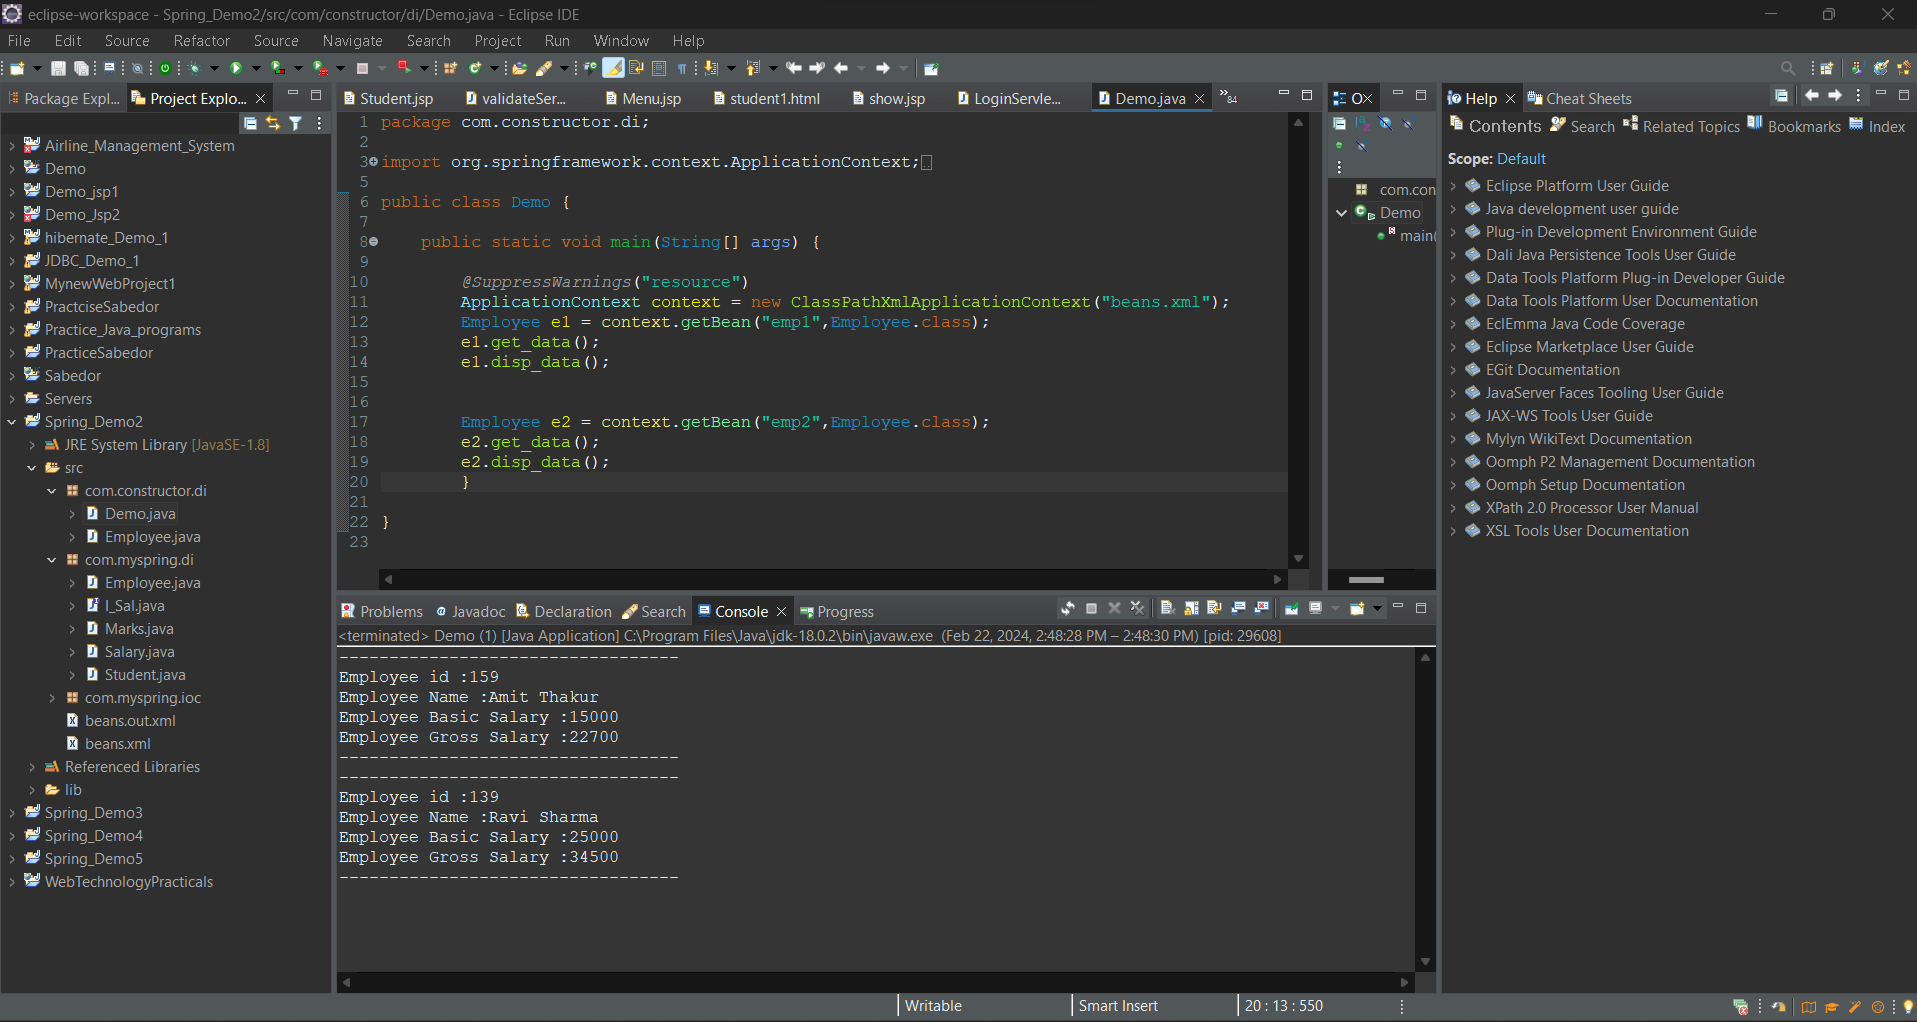 eclipse-workspace - Spring_Demo2/src/com/constructor/di/Demo.java - Eclipse IDE
File Edit Source Refactor Source Navigate Search Project Run Window Help
Package Expl... Project Explo...
Airline_Management_System
Demo
Demo_jsp1
Demo_Jsp2
hibernate_Demo_1
JDBC_Demo_1
MynewWebProject1
PractciseSabedor
Practice_Java_programs
PracticeSabedor
Sabedor
Servers
Spring_Demo2
JRE System Library [JavaSE-1.8]
src
com.constructor.di
Demo.java
Employee.java
com.myspring.di
Employee.java
I_Sal.java
Marks.java
Salary.java
Student.java
com.myspring.ioc
beans.out.xml
beans.xml
Referenced Libraries
lib
Spring_Demo3
Spring_Demo4
Spring_Demo5
WebTechnologyPracticals
Student.jsp validateSer... Menu.jsp student1.html show.jsp LoginServle... Demo.java »84
1 package com.constructor.di;
2
3 import org.springframework.context.ApplicationContext;
5
6 public class Demo {
7
8 public static void main(String[] args) {
9
10 @SuppressWarnings("resource")
11 ApplicationContext context = new ClassPathXmlApplicationContext("beans.xml");
12 Employee e1 = context.getBean("emp1",Employee.class);
13 e1.get_data();
14 e1.disp_data();
15
16
17 Employee e2 = context.getBean("emp2",Employee.class);
18 e2.get_data();
19 e2.disp_data();
20 }
21
22 }
23
com.con
Demo
main(
Help Cheat Sheets
Contents Search Related Topics Bookmarks Index
Scope: Default
Eclipse Platform User Guide
Java development user guide
Plug-in Development Environment Guide
Dali Java Persistence Tools User Guide
Data Tools Platform Plug-in Developer Guide
Data Tools Platform User Documentation
EclEmma Java Code Coverage
Eclipse Marketplace User Guide
EGit Documentation
JavaServer Faces Tooling User Guide
JAX-WS Tools User Guide
Mylyn WikiText Documentation
Oomph P2 Management Documentation
Oomph Setup Documentation
XPath 2.0 Processor User Manual
XSL Tools User Documentation
Problems Javadoc Declaration Search Console Progress
<terminated> Demo (1) [Java Application] C:\Program Files\Java\jdk-18.0.2\bin\javaw.exe (Feb 22, 2024, 2:48:28 PM – 2:48:30 PM) [pid: 29608]
----------------------------------
Employee id :159
Employee Name :Amit Thakur
Employee Basic Salary :15000
Employee Gross Salary :22700
----------------------------------
----------------------------------
Employee id :139
Employee Name :Ravi Sharma
Employee Basic Salary :25000
Employee Gross Salary :34500
----------------------------------
Writable Smart Insert 20 : 13 : 550